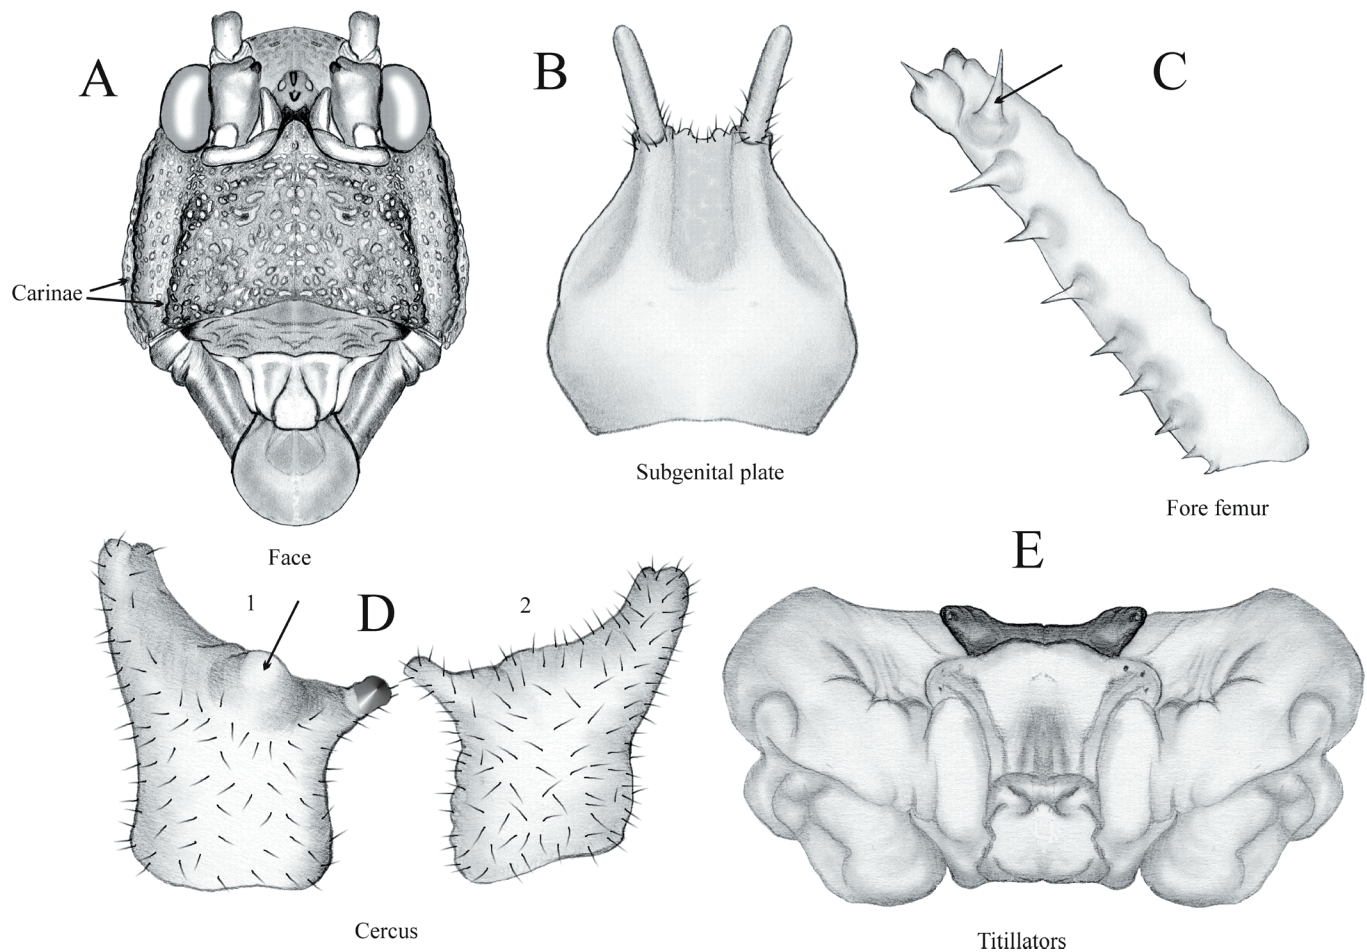 A
B
C
Carinae
Subgenital plate
Fore femur
Face
1
D
2
E
Cercus
Titillators